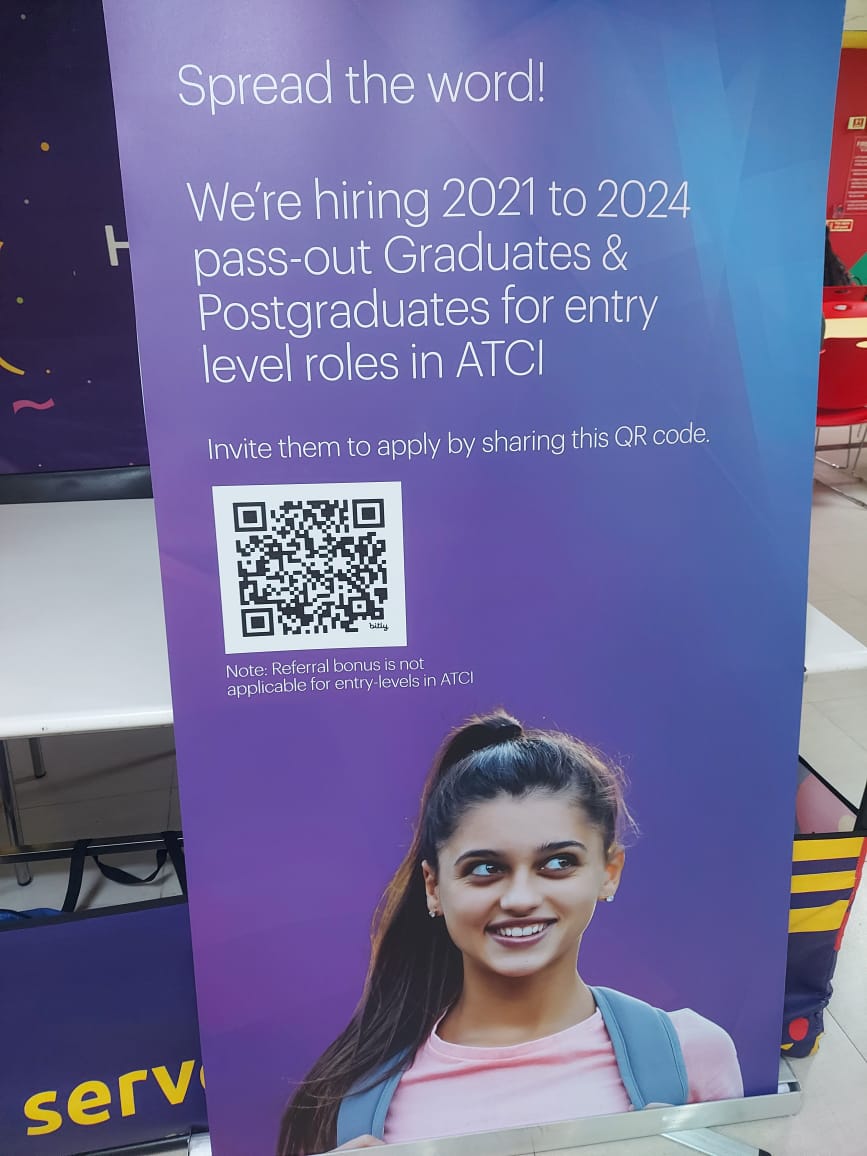 Spread the word!
We're hiring 2021 to 2024
pass-out Graduates &
Postgraduates for entry
level roles in ATCI
Invite them to apply by sharing this QR code.
bitly
Note: Referral bonus is not
applicable for entry-levels in ATCI
H
serv